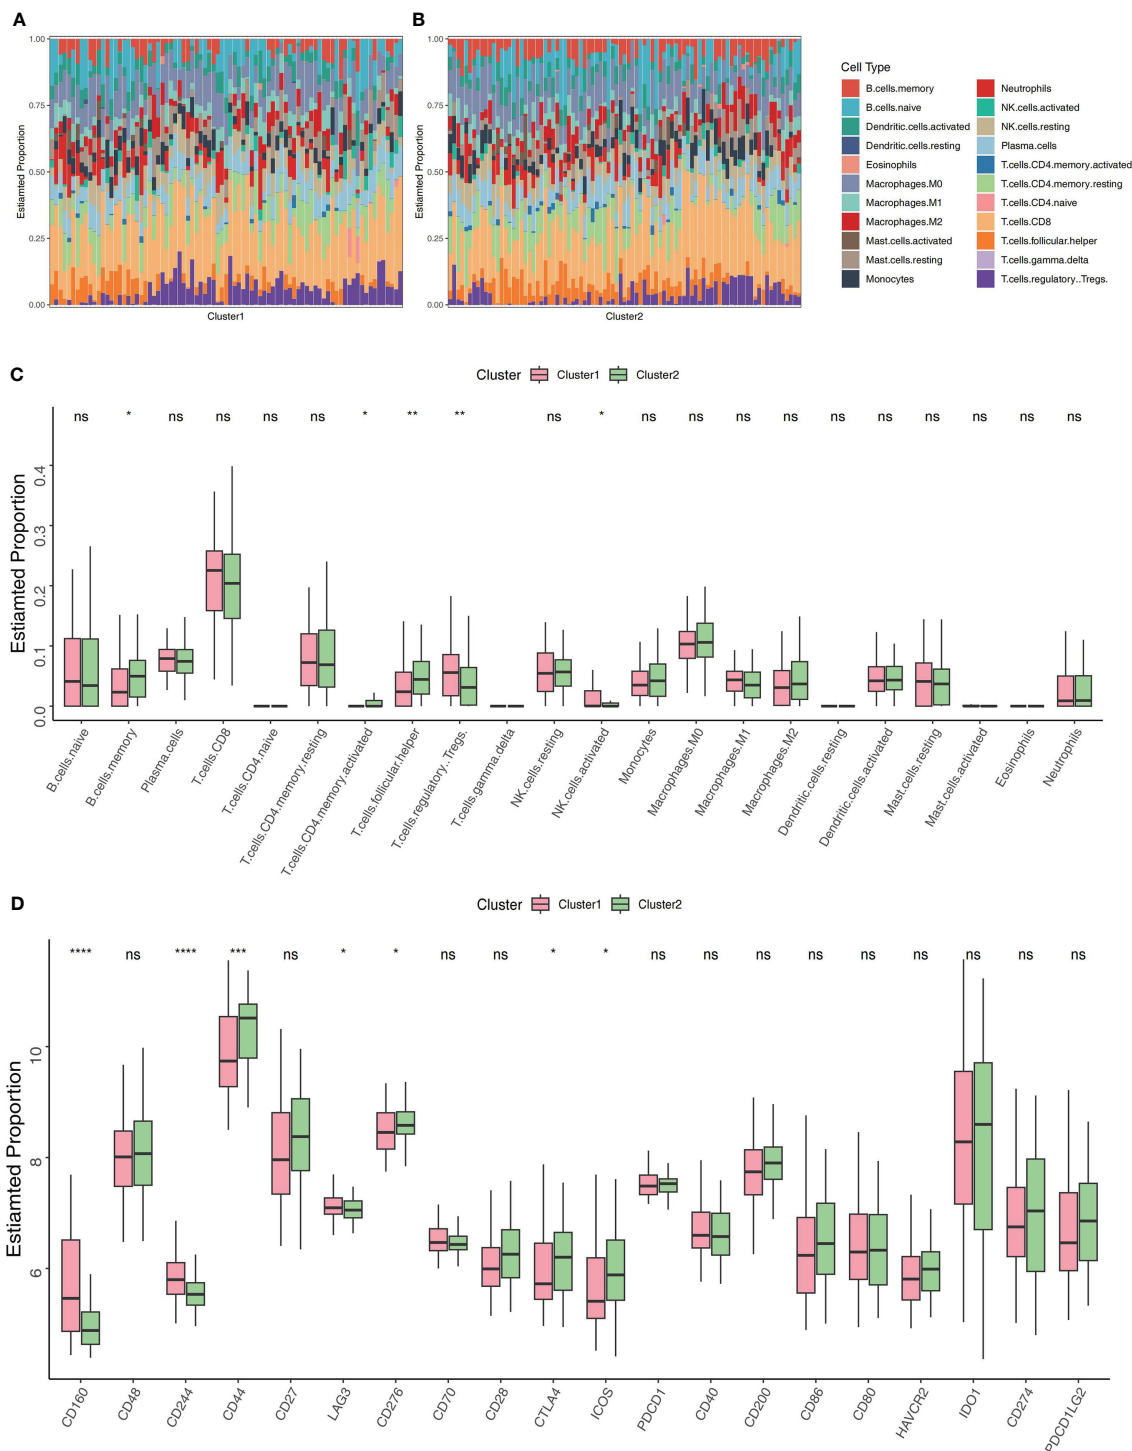 A
B
1.00
0.75
0.50
0.25
0.00
Estiamted Proportion
Cluster1
1.00
0.75
0.50
0.25
0.00
Estiamted Proportion
Cluster2
Cell Type
B.cells.memory
B.cells.naive
Dendritic.cells.activated
Dendritic.cells.resting
Eosinophils
Macrophages.M0
Macrophages.M1
Macrophages.M2
Mast.cells.activated
Mast.cells.resting
Monocytes
Neutrophils
NK.cells.activated
NK.cells.resting
Plasma.cells
T.cells.CD4.memory.activated
T.cells.CD4.memory.resting
T.cells.CD4.naive
T.cells.CD8
T.cells.follicular.helper
T.cells.gamma.delta
T.cells.regulatory..Tregs.
C
Cluster Cluster1 Cluster2
ns * ns ns ns ns * ** ** ns * ns ns ns ns ns ns ns ns ns ns
Estiamted Proportion
0.4
0.3
0.2
0.1
0.0
B.cells.naive
B.cells.memory
Plasma.cells
T.cells.CD8
T.cells.CD4.naive
T.cells.CD4.memory.resting
T.cells.CD4.memory.activated
T.cells.follicular.helper
T.cells.regulatory..Tregs.
T.cells.gamma.delta
NK.cells.resting
NK.cells.activated
Monocytes
Macrophages.M0
Macrophages.M1
Macrophages.M2
Dendritic.cells.resting
Dendritic.cells.activated
Mast.cells.resting
Mast.cells.activated
Eosinophils
Neutrophils
D
Cluster Cluster1 Cluster2
**** ns **** *** ns * * ns ns * * ns ns ns ns ns ns ns ns ns
Estiamted Proportion
10
8
6
CD160
CD48
CD244
CD44
CD27
LAG3
CD276
CD70
CD28
CTLA4
ICOS
PDCD1
CD40
CD200
CD86
CD80
HAVCR2
IDO1
CD274
PDCD1LG2